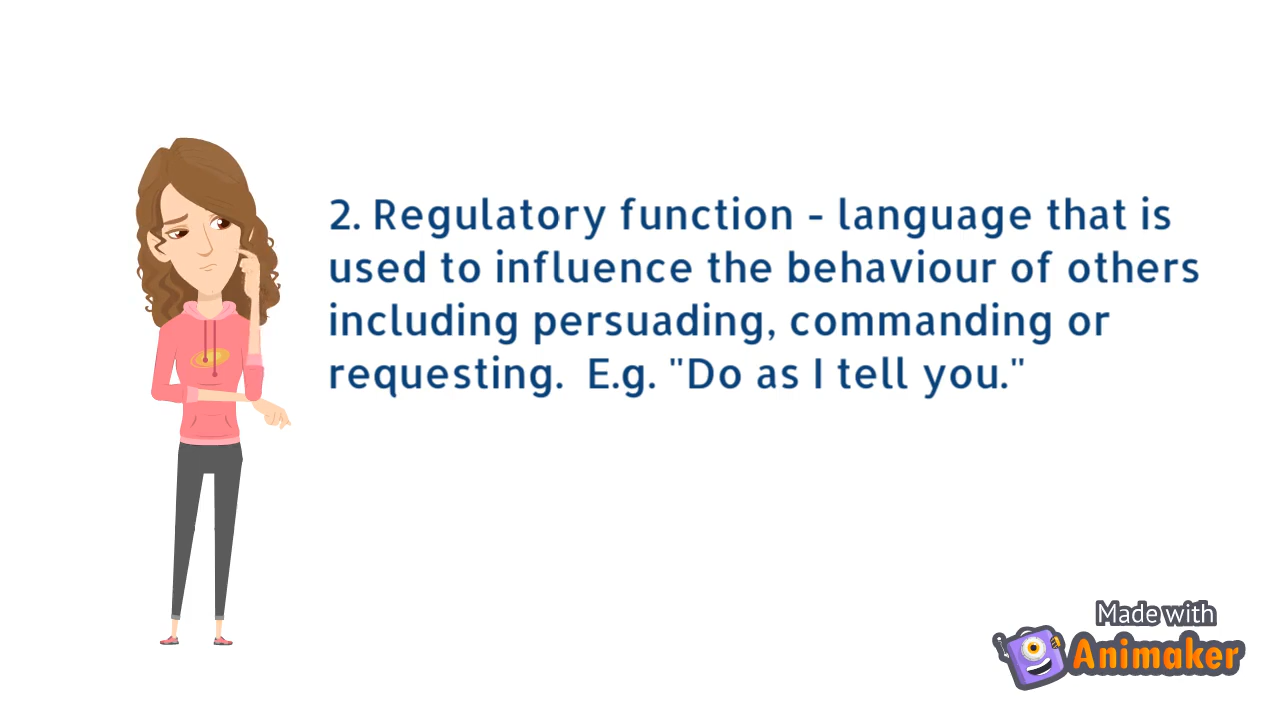 2. Regulatory function - language that is
used to influence the behaviour of others
including persuading, commanding or
requesting.  E.g. "Do as I tell you."
Made with
Animaker